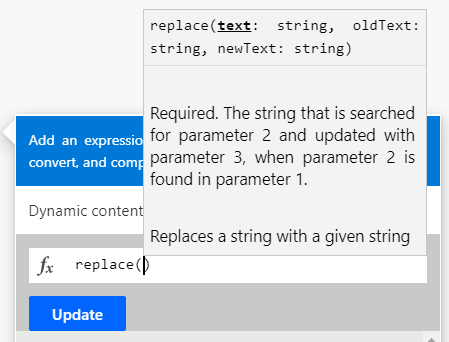 replace(text: string, oldText:
string, newText: string)
Required. The string that is searched
for parameter 2 and updated with
parameter 3, when parameter 2 is
found in parameter 1.
Replaces a string with a given string
Add an expressio
convert, and comp
Dynamic content
fx replace()
Update